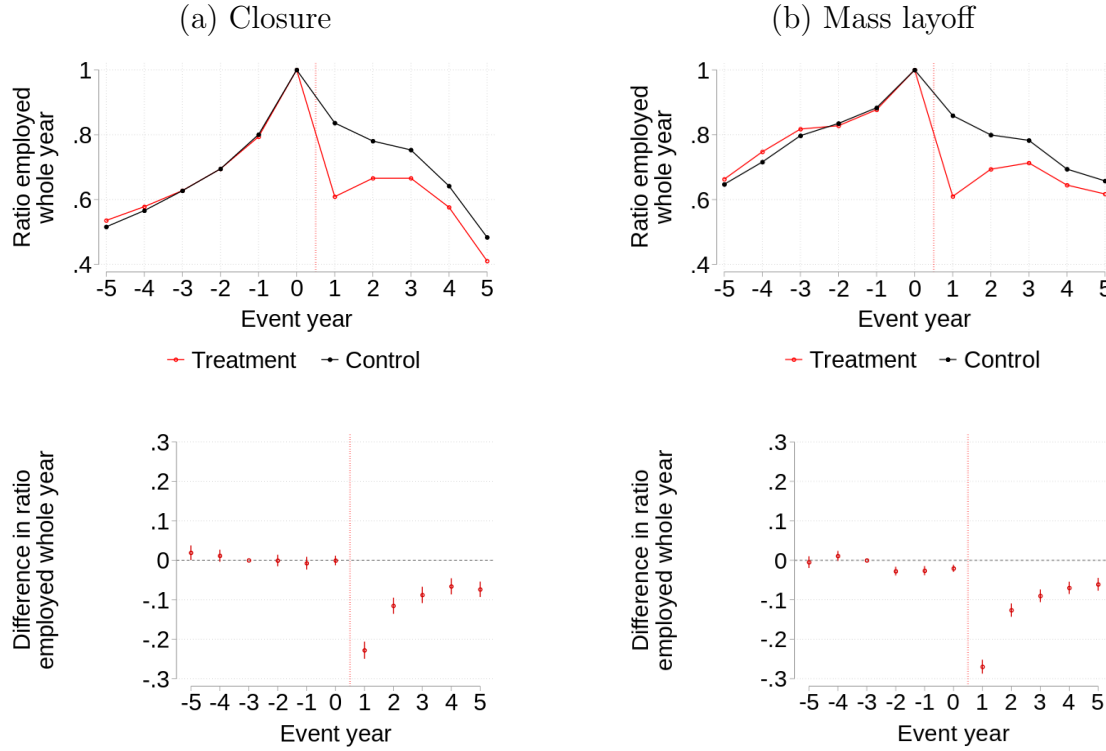 (a) Closure
Ratio employed
whole year
1
.8
.6
.4
-5 -4 -3 -2 -1 0 1 2 3 4 5
Event year
Treatment Control
(b) Mass layoff
Ratio employed
whole year
1
.8
.6
.4
-5 -4 -3 -2 -1 0 1 2 3 4 5
Event year
Treatment Control
Difference in ratio
employed whole year
.3
.2
.1
0
-.1
-.2
-.3
-5 -4 -3 -2 -1 0 1 2 3 4 5
Event year
Difference in ratio
employed whole year
.3
.2
.1
0
-.1
-.2
-.3
-5 -4 -3 -2 -1 0 1 2 3 4 5
Event year